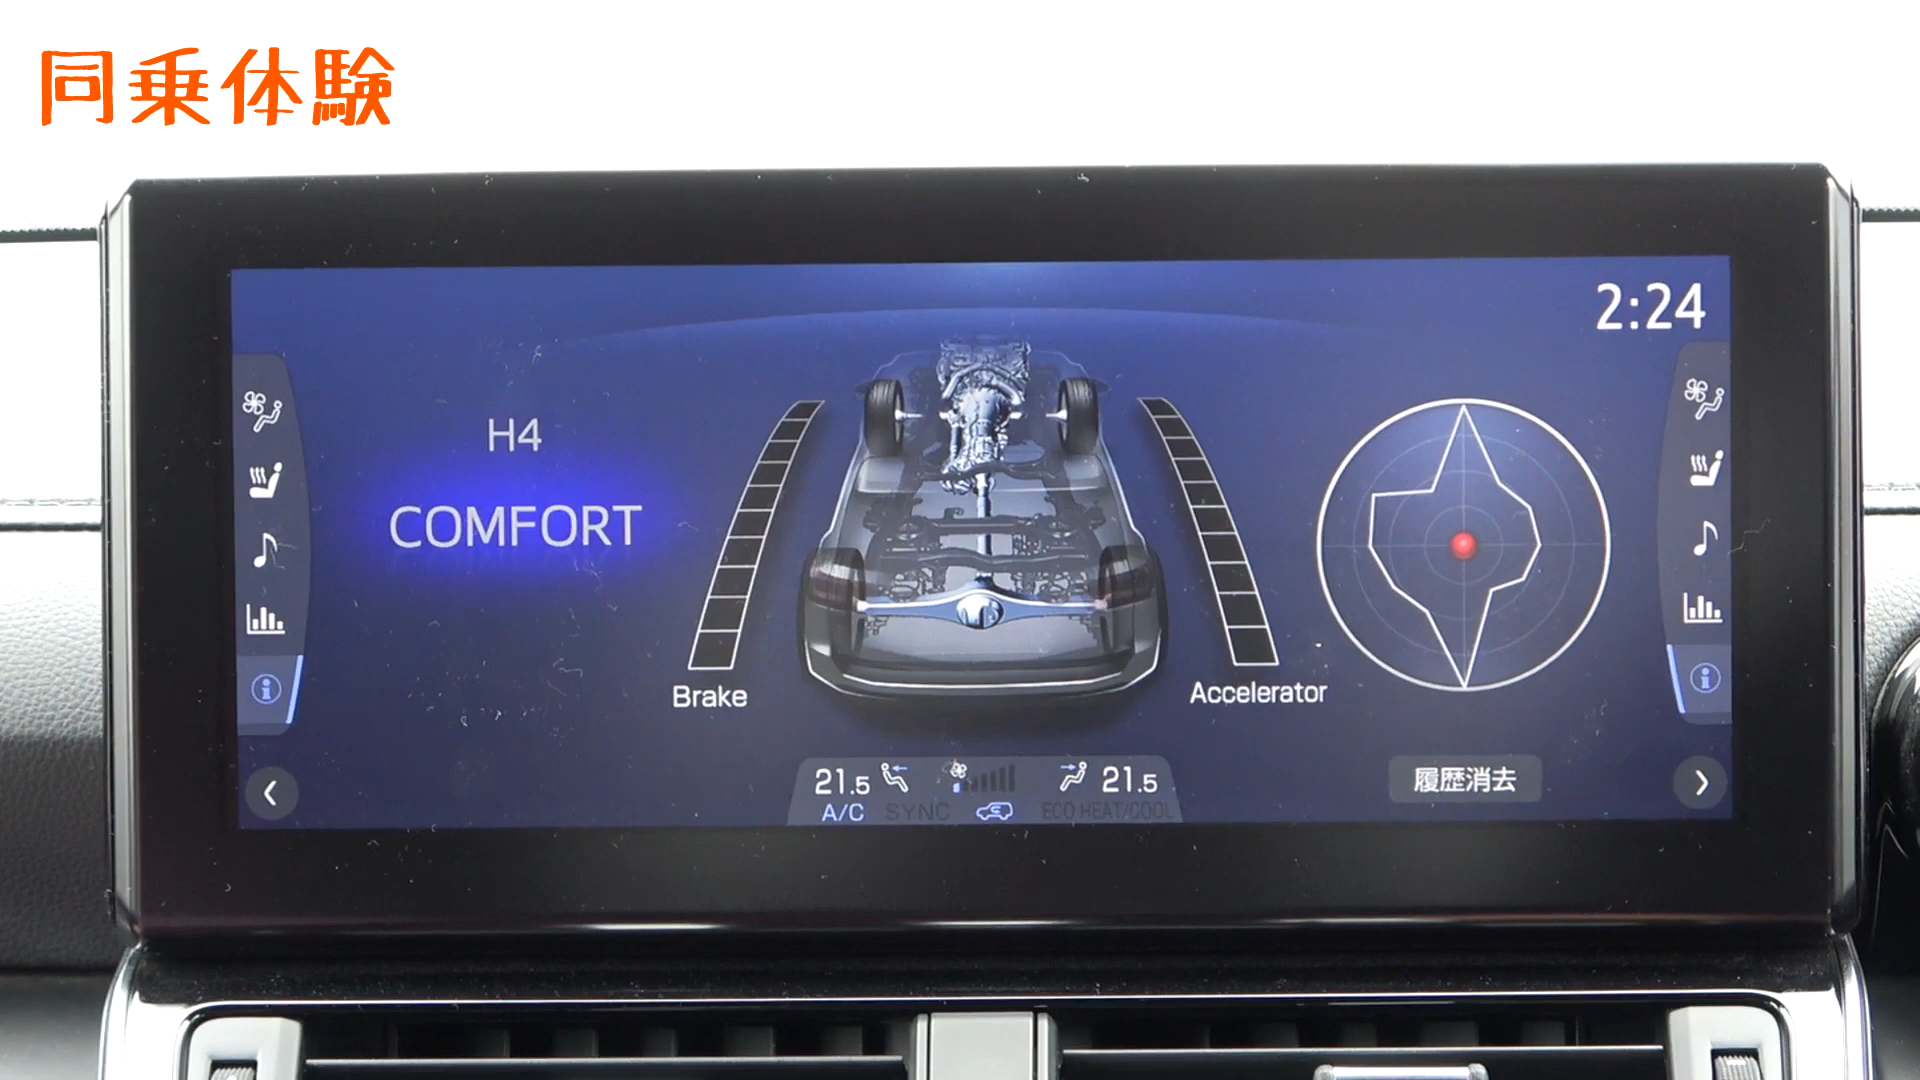 同乗体験
2:24
H4
COMFORT
Brake
Accelerator
21.5
21.5
A/C
SYNC
ECO HEAT/COOL
履歴消去